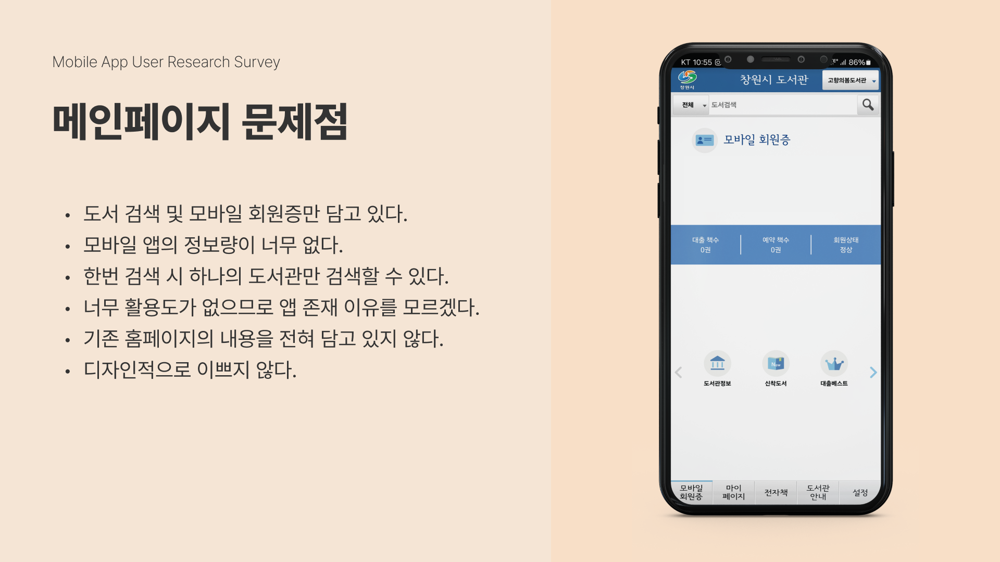 Mobile App User Research Survey
메인페이지 문제점
• 도서 검색 및 모바일 회원증만 담고 있다.
• 모바일 앱의 정보량이 너무 없다.
• 한번 검색 시 하나의 도서관만 검색할 수 있다.
• 너무 활용도가 없으므로 앱 존재 이유를 모르겠다.
• 기존 홈페이지의 내용을 전혀 담고 있지 않다.
• 디자인적으로 이쁘지 않다.
KT 10:55 86%
창원시
창원시 도서관
고향의봄도서관
전체 도서검색
모바일 회원증
대출 책수 예약 책수 회원상태
0권 0권 정상
New
도서관정보 신착도서 대출베스트
모바일 회원증
마이 페이지
전자책
도서관 안내
설정